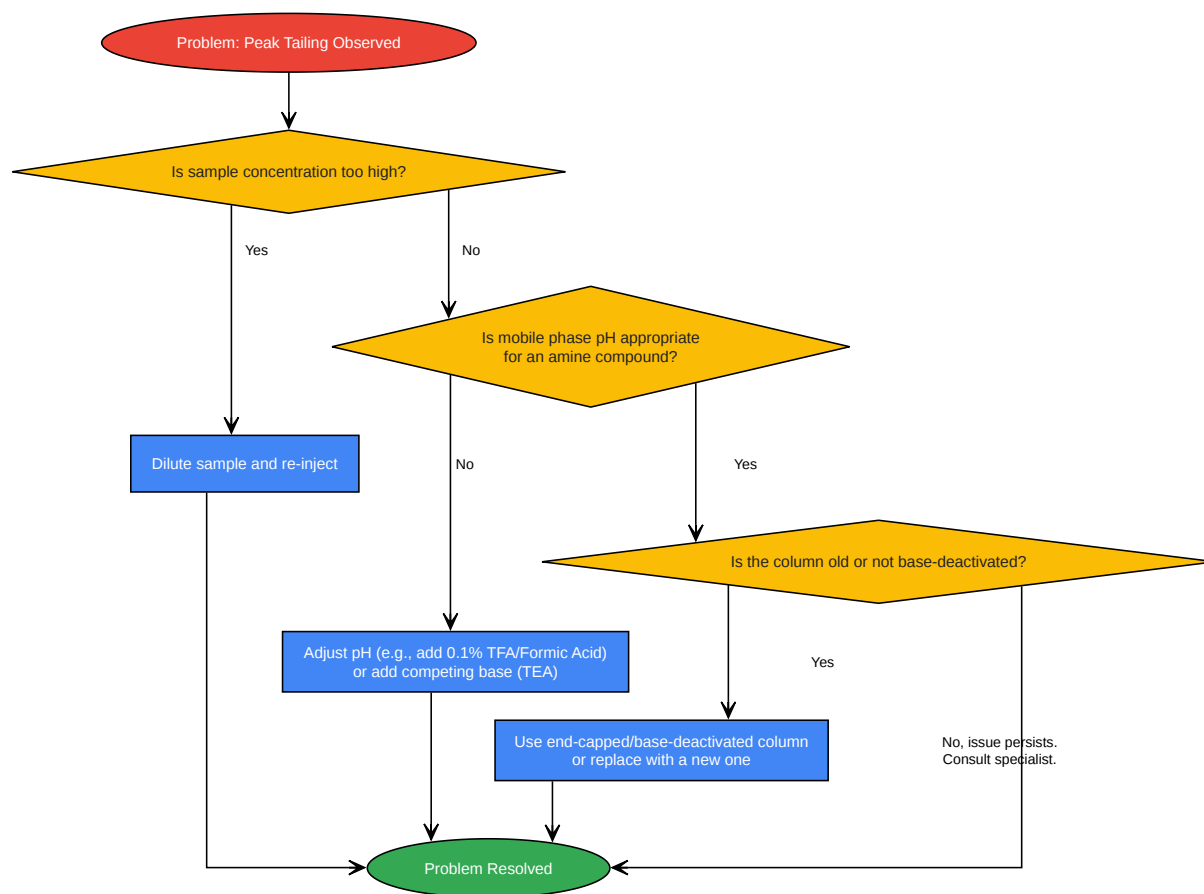 Problem: Peak Tailing Observed
Is sample concentration too high?
Yes
No
Is mobile phase pH appropriate
for an amine compound?
Dilute sample and re-inject
No
Yes
Is the column old or not base-deactivated?
Adjust pH (e.g., add 0.1% TFA/Formic Acid)
or add competing base (TEA)
Yes
Use end-capped/base-deactivated column
or replace with a new one
No, issue persists.
Consult specialist.
Problem Resolved